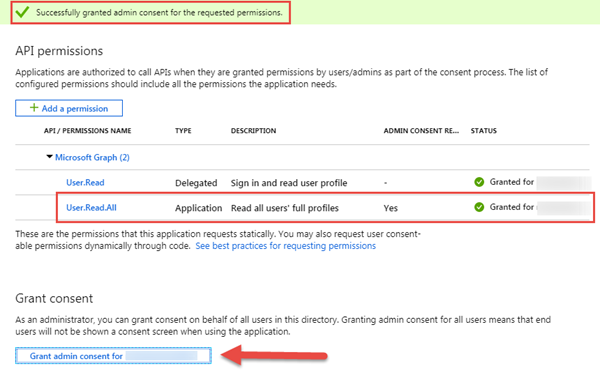 Successfully granted admin consent for the requested permissions.
API permissions
Applications are authorized to call APIs when they are granted permissions by users/admins as part of the consent process. The list of
configured permissions should include all the permissions the application needs.
+ Add a permission
API / PERMISSIONS NAME TYPE DESCRIPTION ADMIN CONSENT RE... STATUS
Microsoft Graph (2)
User.Read Delegated Sign in and read user profile - Granted for
User.Read.All Application Read all users' full profiles Yes Granted for
These are the permissions that this application requests statically. You may also request user consent-
able permissions dynamically through code. See best practices for requesting permissions
Grant consent
As an administrator, you can grant consent on behalf of all users in this directory. Granting admin consent for all users means that end
users will not be shown a consent screen when using the application.
Grant admin consent for